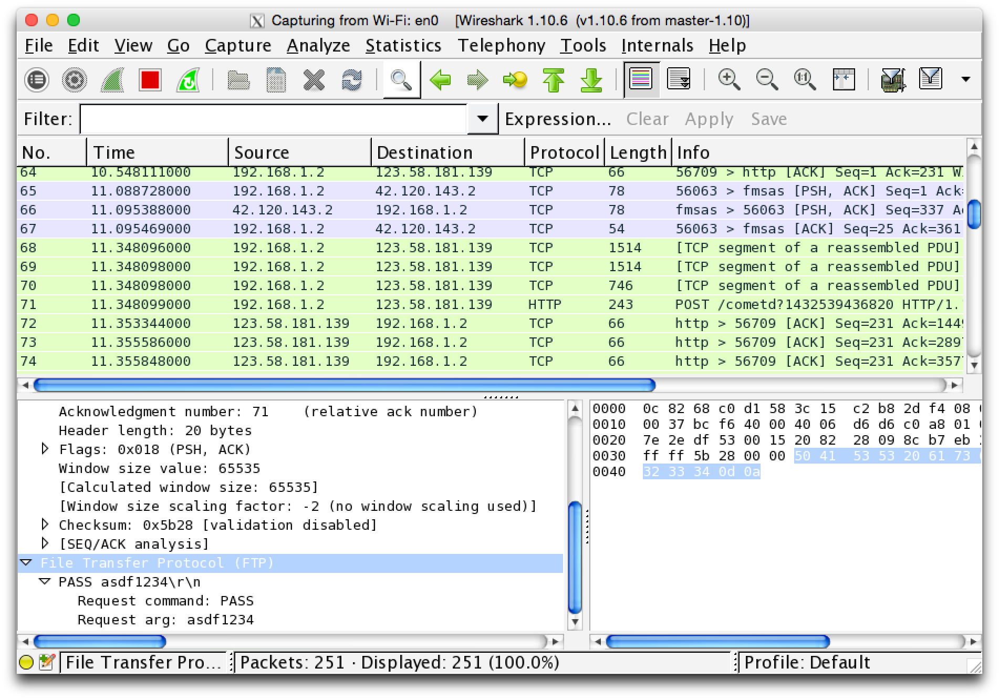 Capturing from Wi-Fi: en0 [Wireshark 1.10.6 (v1.10.6 from master-1.10)]
File Edit View Go Capture Analyze Statistics Telephony Tools Internals Help
Filter: Expression... Clear Apply Save
No. Time Source Destination Protocol Length Info
64 10.548111000 192.168.1.2 123.58.181.139 TCP 66 56709 > http [ACK] Seq=1 Ack=231 W
65 11.088728000 192.168.1.2 42.120.143.2 TCP 78 56063 > fmsas [PSH, ACK] Seq=1 Ack=
66 11.095388000 42.120.143.2 192.168.1.2 TCP 78 fmsas > 56063 [PSH, ACK] Seq=337 A
67 11.095469000 192.168.1.2 42.120.143.2 TCP 54 56063 > fmsas [ACK] Seq=25 Ack=361
68 11.348096000 192.168.1.2 123.58.181.139 TCP 1514 [TCP segment of a reassembled PDU]
69 11.348098000 192.168.1.2 123.58.181.139 TCP 1514 [TCP segment of a reassembled PDU]
70 11.348098000 192.168.1.2 123.58.181.139 TCP 746 [TCP segment of a reassembled PDU]
71 11.348099000 192.168.1.2 123.58.181.139 HTTP 243 POST /cometd?1432539436820 HTTP/1.
72 11.353344000 123.58.181.139 192.168.1.2 TCP 66 http > 56709 [ACK] Seq=231 Ack=1449
73 11.355586000 123.58.181.139 192.168.1.2 TCP 66 http > 56709 [ACK] Seq=231 Ack=2897
74 11.355848000 123.58.181.139 192.168.1.2 TCP 66 http > 56709 [ACK] Seq=231 Ack=3577
Acknowledgment number: 71 (relative ack number)
Header length: 20 bytes
Flags: 0x018 (PSH, ACK)
Window size value: 65535
[Calculated window size: 65535]
[Window size scaling factor: -2 (no window scaling used)]
Checksum: 0x5b28 [validation disabled]
[SEQ/ACK analysis]
File Transfer Protocol (FTP)
PASS asdf1234\r\n
Request command: PASS
Request arg: asdf1234
0000 0c 82 68 c0 d1 58 3c 15 c2 b8 2d f4 08
0010 00 37 bc f6 40 00 40 06 d6 d6 c0 a8 01
0020 7e 2e df 53 00 15 20 82 28 09 8c b7 eb
0030 ff ff 5b 28 00 00 50 41 53 53 20 61 73
0040 32 33 34 0d 0a
File Transfer Pro... Packets: 251 · Displayed: 251 (100.0%) Profile: Default